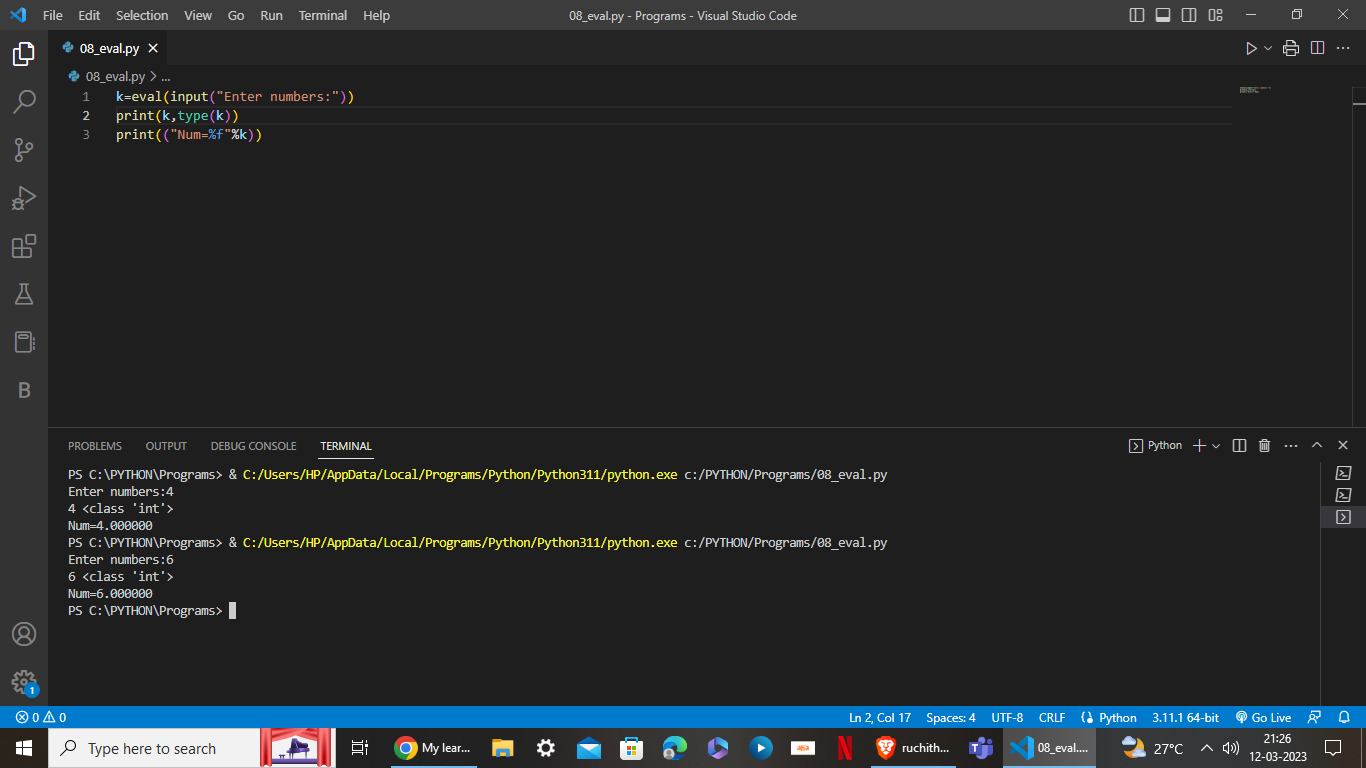 File Edit Selection View Go Run Terminal Help 08_eval.py - Programs - Visual Studio Code
08_eval.py
08_eval.py > ...
1 k=eval(input("Enter numbers:"))
2 print(k,type(k))
3 print(("Num=%f"%k))
B
PROBLEMS OUTPUT DEBUG CONSOLE TERMINAL Python
PS C:\PYTHON\Programs> & C:/Users/HP/AppData/Local/Programs/Python/Python311/python.exe c:/PYTHON/Programs/08_eval.py
Enter numbers:4
4 <class 'int'>
Num=4.000000
PS C:\PYTHON\Programs> & C:/Users/HP/AppData/Local/Programs/Python/Python311/python.exe c:/PYTHON/Programs/08_eval.py
Enter numbers:6
6 <class 'int'>
Num=6.000000
PS C:\PYTHON\Programs>
1
0 0 Ln 2, Col 17 Spaces: 4 UTF-8 CRLF Python 3.11.1 64-bit Go Live
Type here to search My lear... ruchith... 08_eval.... 27°C 21:26
12-03-2023